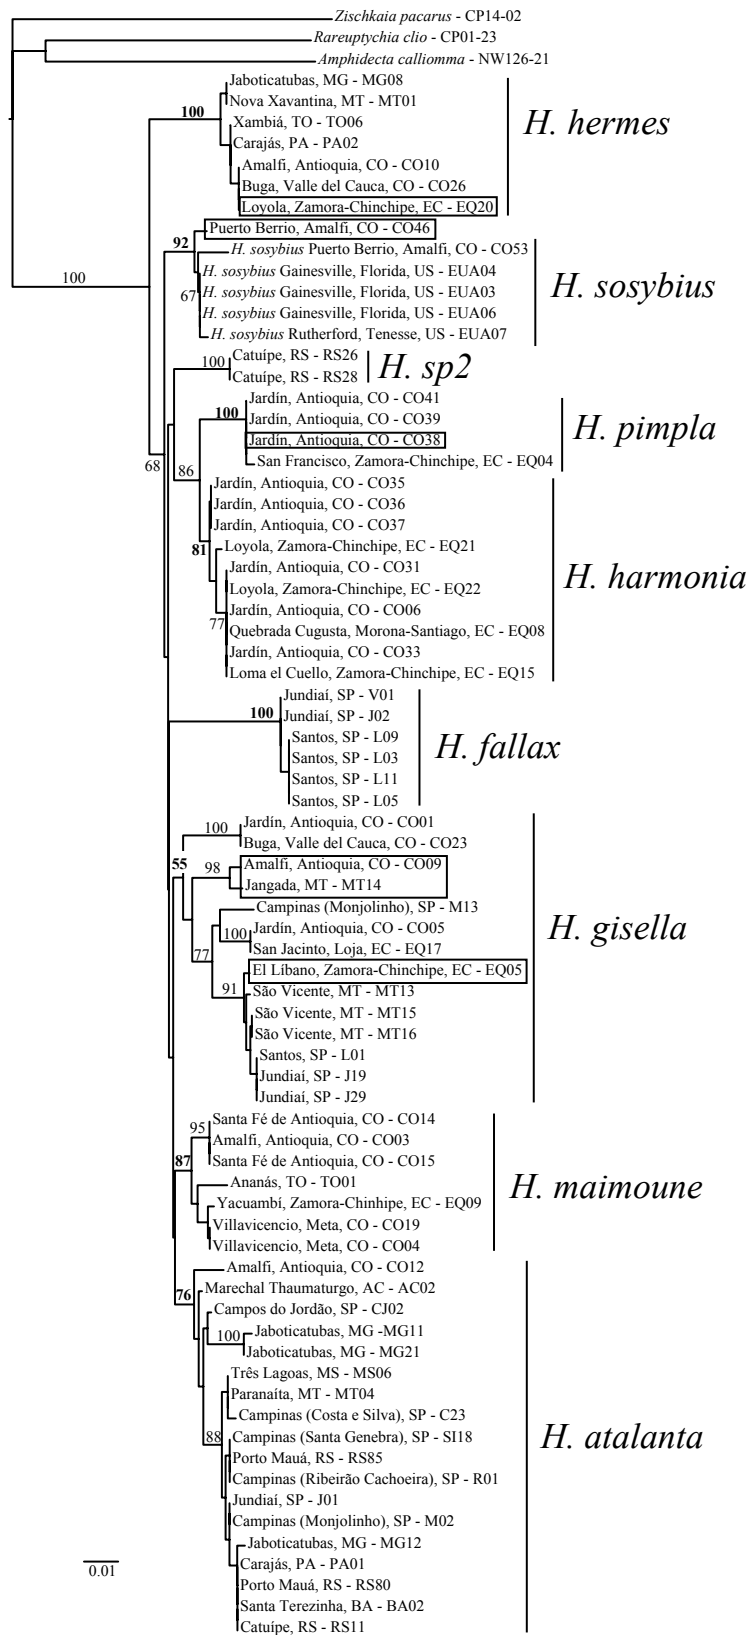 Zischkaia pacarus - CP14-02
Rareuptychia clio - CP01-23
Amphidecta calliomma - NW126-21
Jaboticatubas, MG - MG08
Nova Xavantina, MT - MT01
100
Xambiá, TO - TO06
H. hermes
Carajás, PA - PA02
Amalfi, Antioquia, CO - CO10
Buga, Valle del Cauca, CO - CO26
Loyola, Zamora-Chinchipe, EC - EQ20
Puerto Berrio, Amalfi, CO - CO46
92
H. sosybius Puerto Berrio, Amalfi, CO - CO53
H. sosybius Gainesville, Florida, US - EUA04
100
H. sosybius
67
H. sosybius Gainesville, Florida, US - EUA03
H. sosybius Gainesville, Florida, US - EUA06
H. sosybius Rutherford, Tenesse, US - EUA07
Catuípe, RS - RS26
100
H. sp2
Catuípe, RS - RS28
Jardín, Antioquia, CO - CO41
100
Jardín, Antioquia, CO - CO39
H. pimpla
Jardín, Antioquia, CO - CO38
San Francisco, Zamora-Chinchipe, EC - EQ04
68
86
Jardín, Antioquia, CO - CO35
Jardín, Antioquia, CO - CO36
Jardín, Antioquia, CO - CO37
81
Loyola, Zamora-Chinchipe, EC - EQ21
Jardín, Antioquia, CO - CO31
H. harmonia
Loyola, Zamora-Chinchipe, EC - EQ22
Jardín, Antioquia, CO - CO06
77
Quebrada Cugusta, Morona-Santiago, EC - EQ08
Jardín, Antioquia, CO - CO33
Loma el Cuello, Zamora-Chinchipe, EC - EQ15
Jundiaí, SP - V01
100
Jundiaí, SP - J02
Santos, SP - L09
H. fallax
Santos, SP - L03
Santos, SP - L11
Santos, SP - L05
Jardín, Antioquia, CO - CO01
100
Buga, Valle del Cauca, CO - CO23
55
98
Amalfi, Antioquia, CO - CO09
Jangada, MT - MT14
Campinas (Monjolinho), SP - M13
Jardín, Antioquia, CO - CO05
H. gisella
100
San Jacinto, Loja, EC - EQ17
77
El Líbano, Zamora-Chinchipe, EC - EQ05
91
São Vicente, MT - MT13
São Vicente, MT - MT15
São Vicente, MT - MT16
Santos, SP - L01
Jundiaí, SP - J19
Jundiaí, SP - J29
Santa Fé de Antioquia, CO - CO14
95
Amalfi, Antioquia, CO - CO03
87
Santa Fé de Antioquia, CO - CO15
Ananás, TO - TO01
H. maimoune
Yacuambí, Zamora-Chinhipe, EC - EQ09
Villavicencio, Meta, CO - CO19
Villavicencio, Meta, CO - CO04
Amalfi, Antioquia, CO - CO12
76
Marechal Thaumaturgo, AC - AC02
Campos do Jordão, SP - CJ02
Jaboticatubas, MG -MG11
100
Jaboticatubas, MG - MG21
Três Lagoas, MS - MS06
Paranaíta, MT - MT04
Campinas (Costa e Silva), SP - C23
88
Campinas (Santa Genebra), SP - SI18
H. atalanta
Porto Mauá, RS - RS85
Campinas (Ribeirão Cachoeira), SP - R01
Jundiaí, SP - J01
Campinas (Monjolinho), SP - M02
Jaboticatubas, MG - MG12
Carajás, PA - PA01
0.01
Porto Mauá, RS - RS80
Santa Terezinha, BA - BA02
Catuípe, RS - RS11